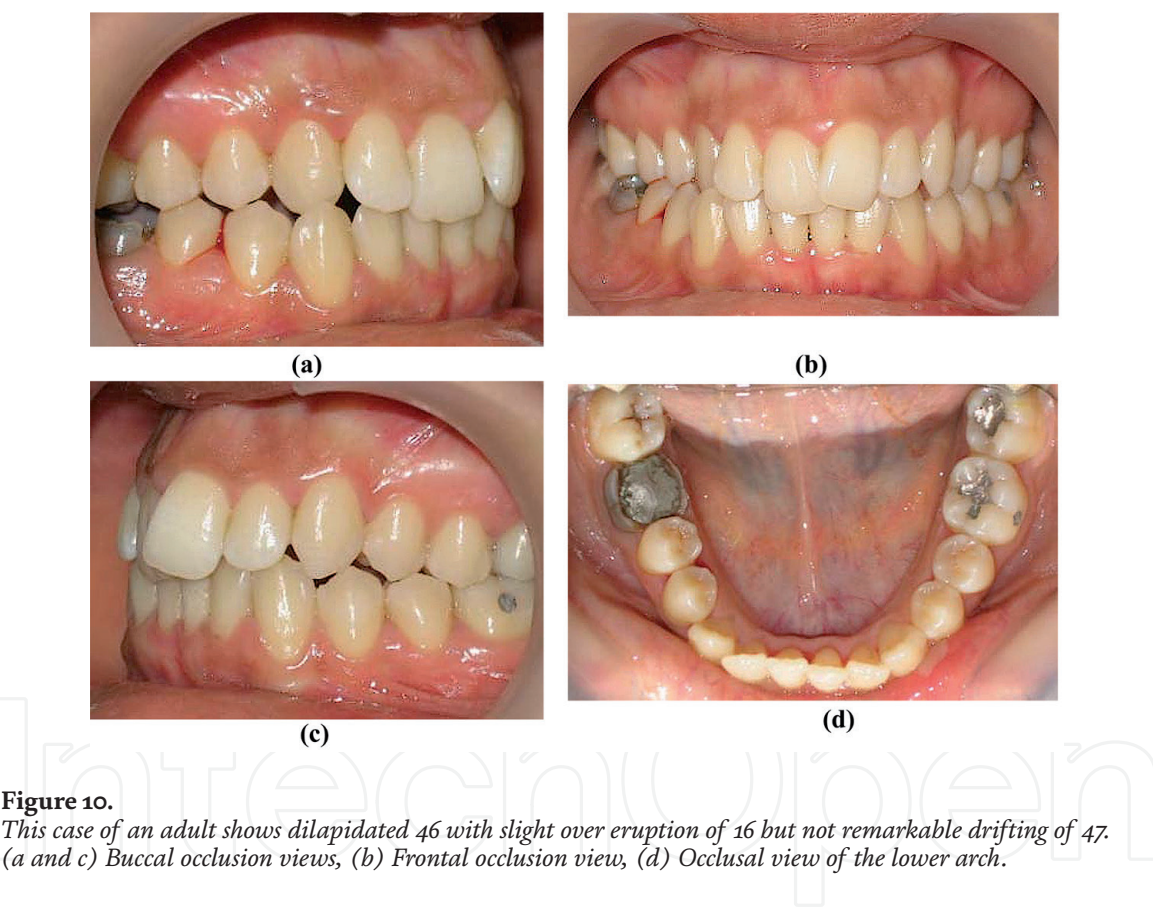 (a)
(b)
(c)
(d)
IntechOpen
Figure 10.
This case of an adult shows dilapidated 46 with slight over eruption of 16 but not remarkable drifting of 47.
(a and c) Buccal occlusion views, (b) Frontal occlusion view, (d) Occlusal view of the lower arch.